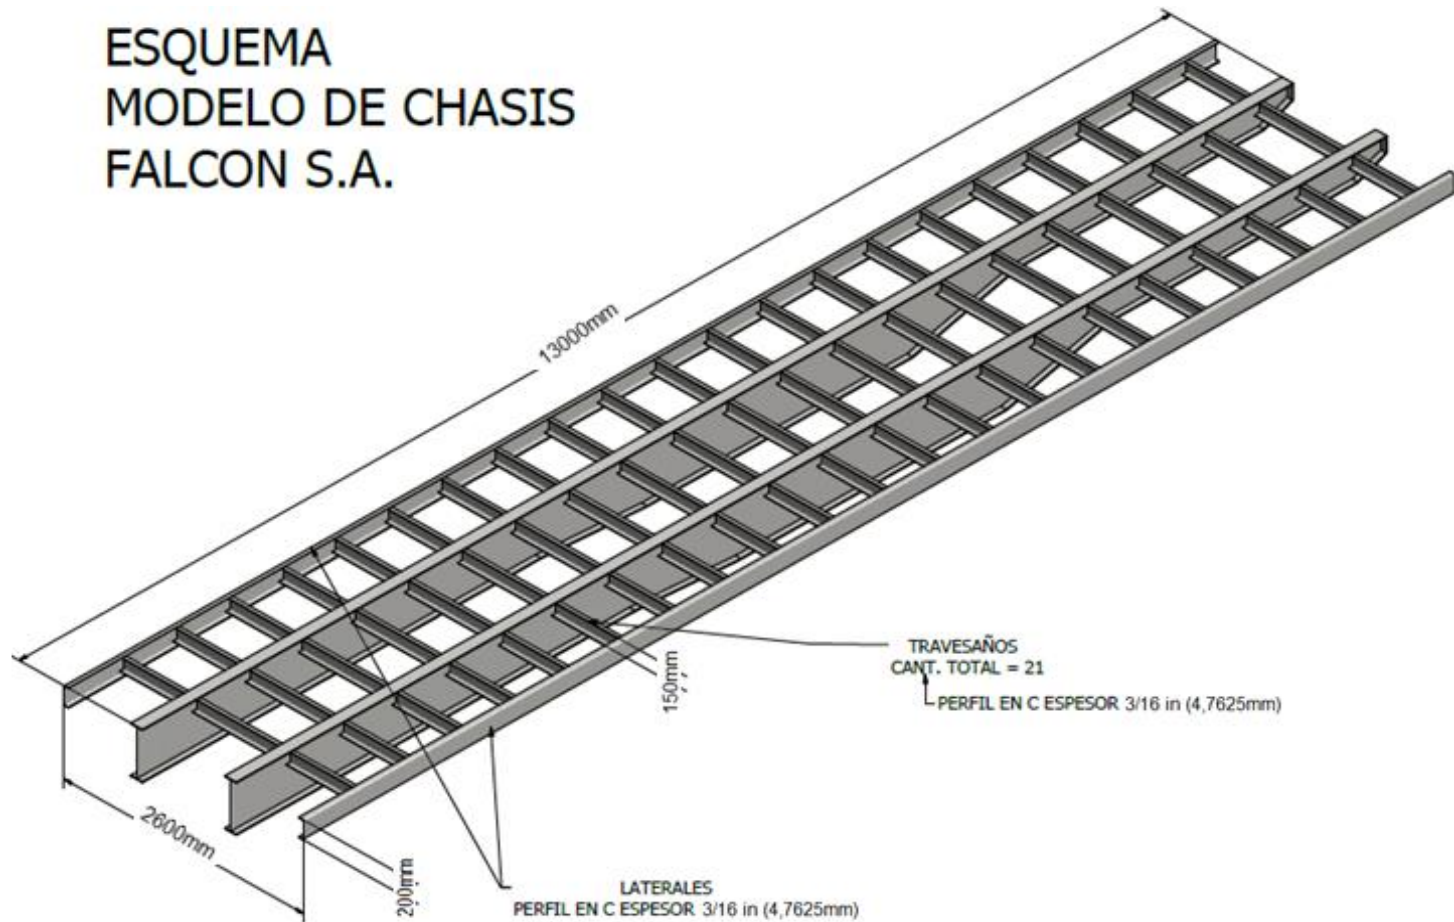 ESQUEMA
MODELO DE CHASIS
FALCON S.A.
13000mm
TRAVESAÑOS
CANT. TOTAL = 21
PERFIL EN C ESPESOR 3/16 in (4,7625mm)
150mm
2600mm
200mm
LATERALES
PERFIL EN C ESPESOR 3/16 in (4,7625mm)